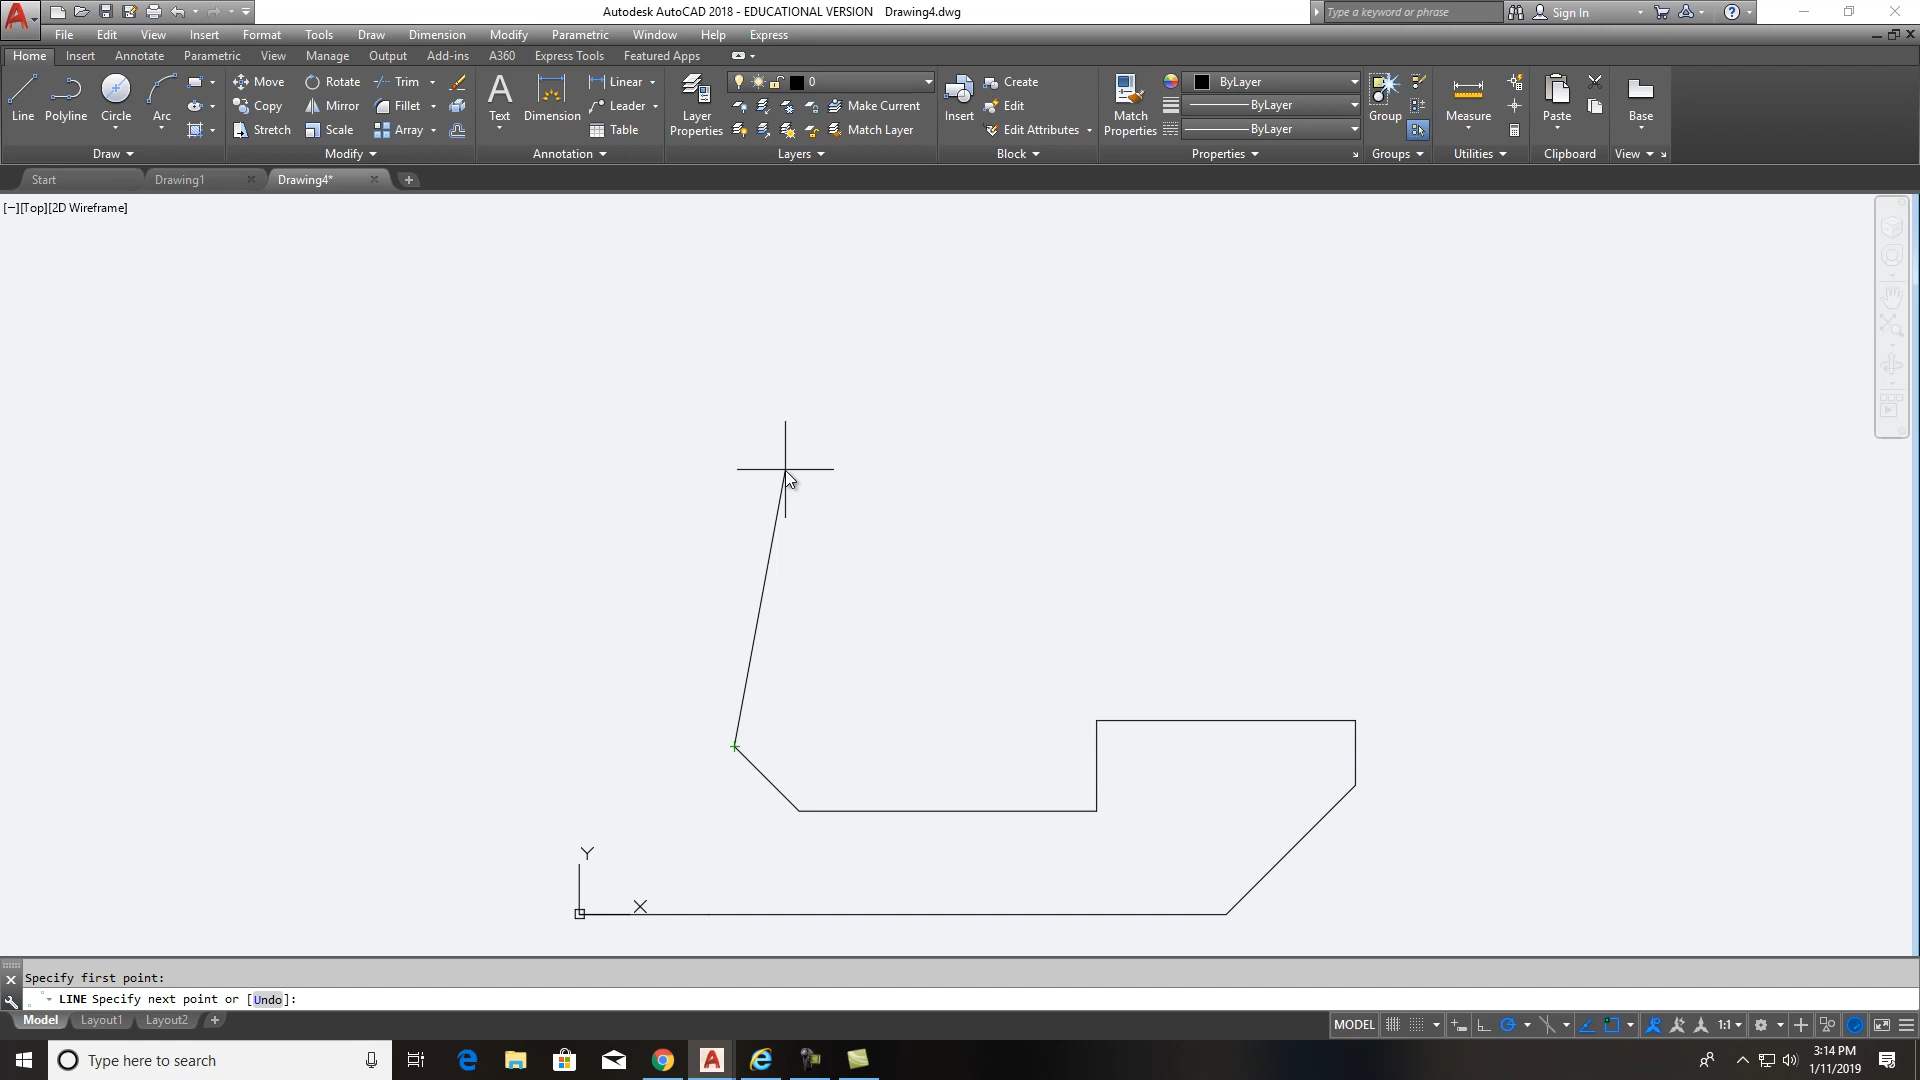 Autodesk AutoCAD 2018 - EDUCATIONAL VERSION Drawing4.dwg
Type a keyword or phrase
Sign In
File Edit View Insert Format Tools Draw Dimension Modify Parametric Window Help Express
Home Insert Annotate Parametric View Manage Output Add-ins A360 Express Tools Featured Apps
Line Polyline Circle Arc
Move Rotate Trim
Copy Mirror Fillet
Stretch Scale Array
Text Dimension
Linear
Leader
Table
Layer Properties
0
Make Current
Match Layer
Insert
Create
Edit
Edit Attributes
Match Properties
ByLayer
ByLayer
ByLayer
Group
Measure
Paste
Base
Draw Modify Annotation Layers Block Properties Groups Utilities Clipboard View
Start Drawing1 Drawing4*
[−][Top][2D Wireframe]
Y
X
Specify first point:
LINE Specify next point or [Undo]:
Model Layout1 Layout2
MODEL 1:1
Type here to search
3:14 PM
1/11/2019